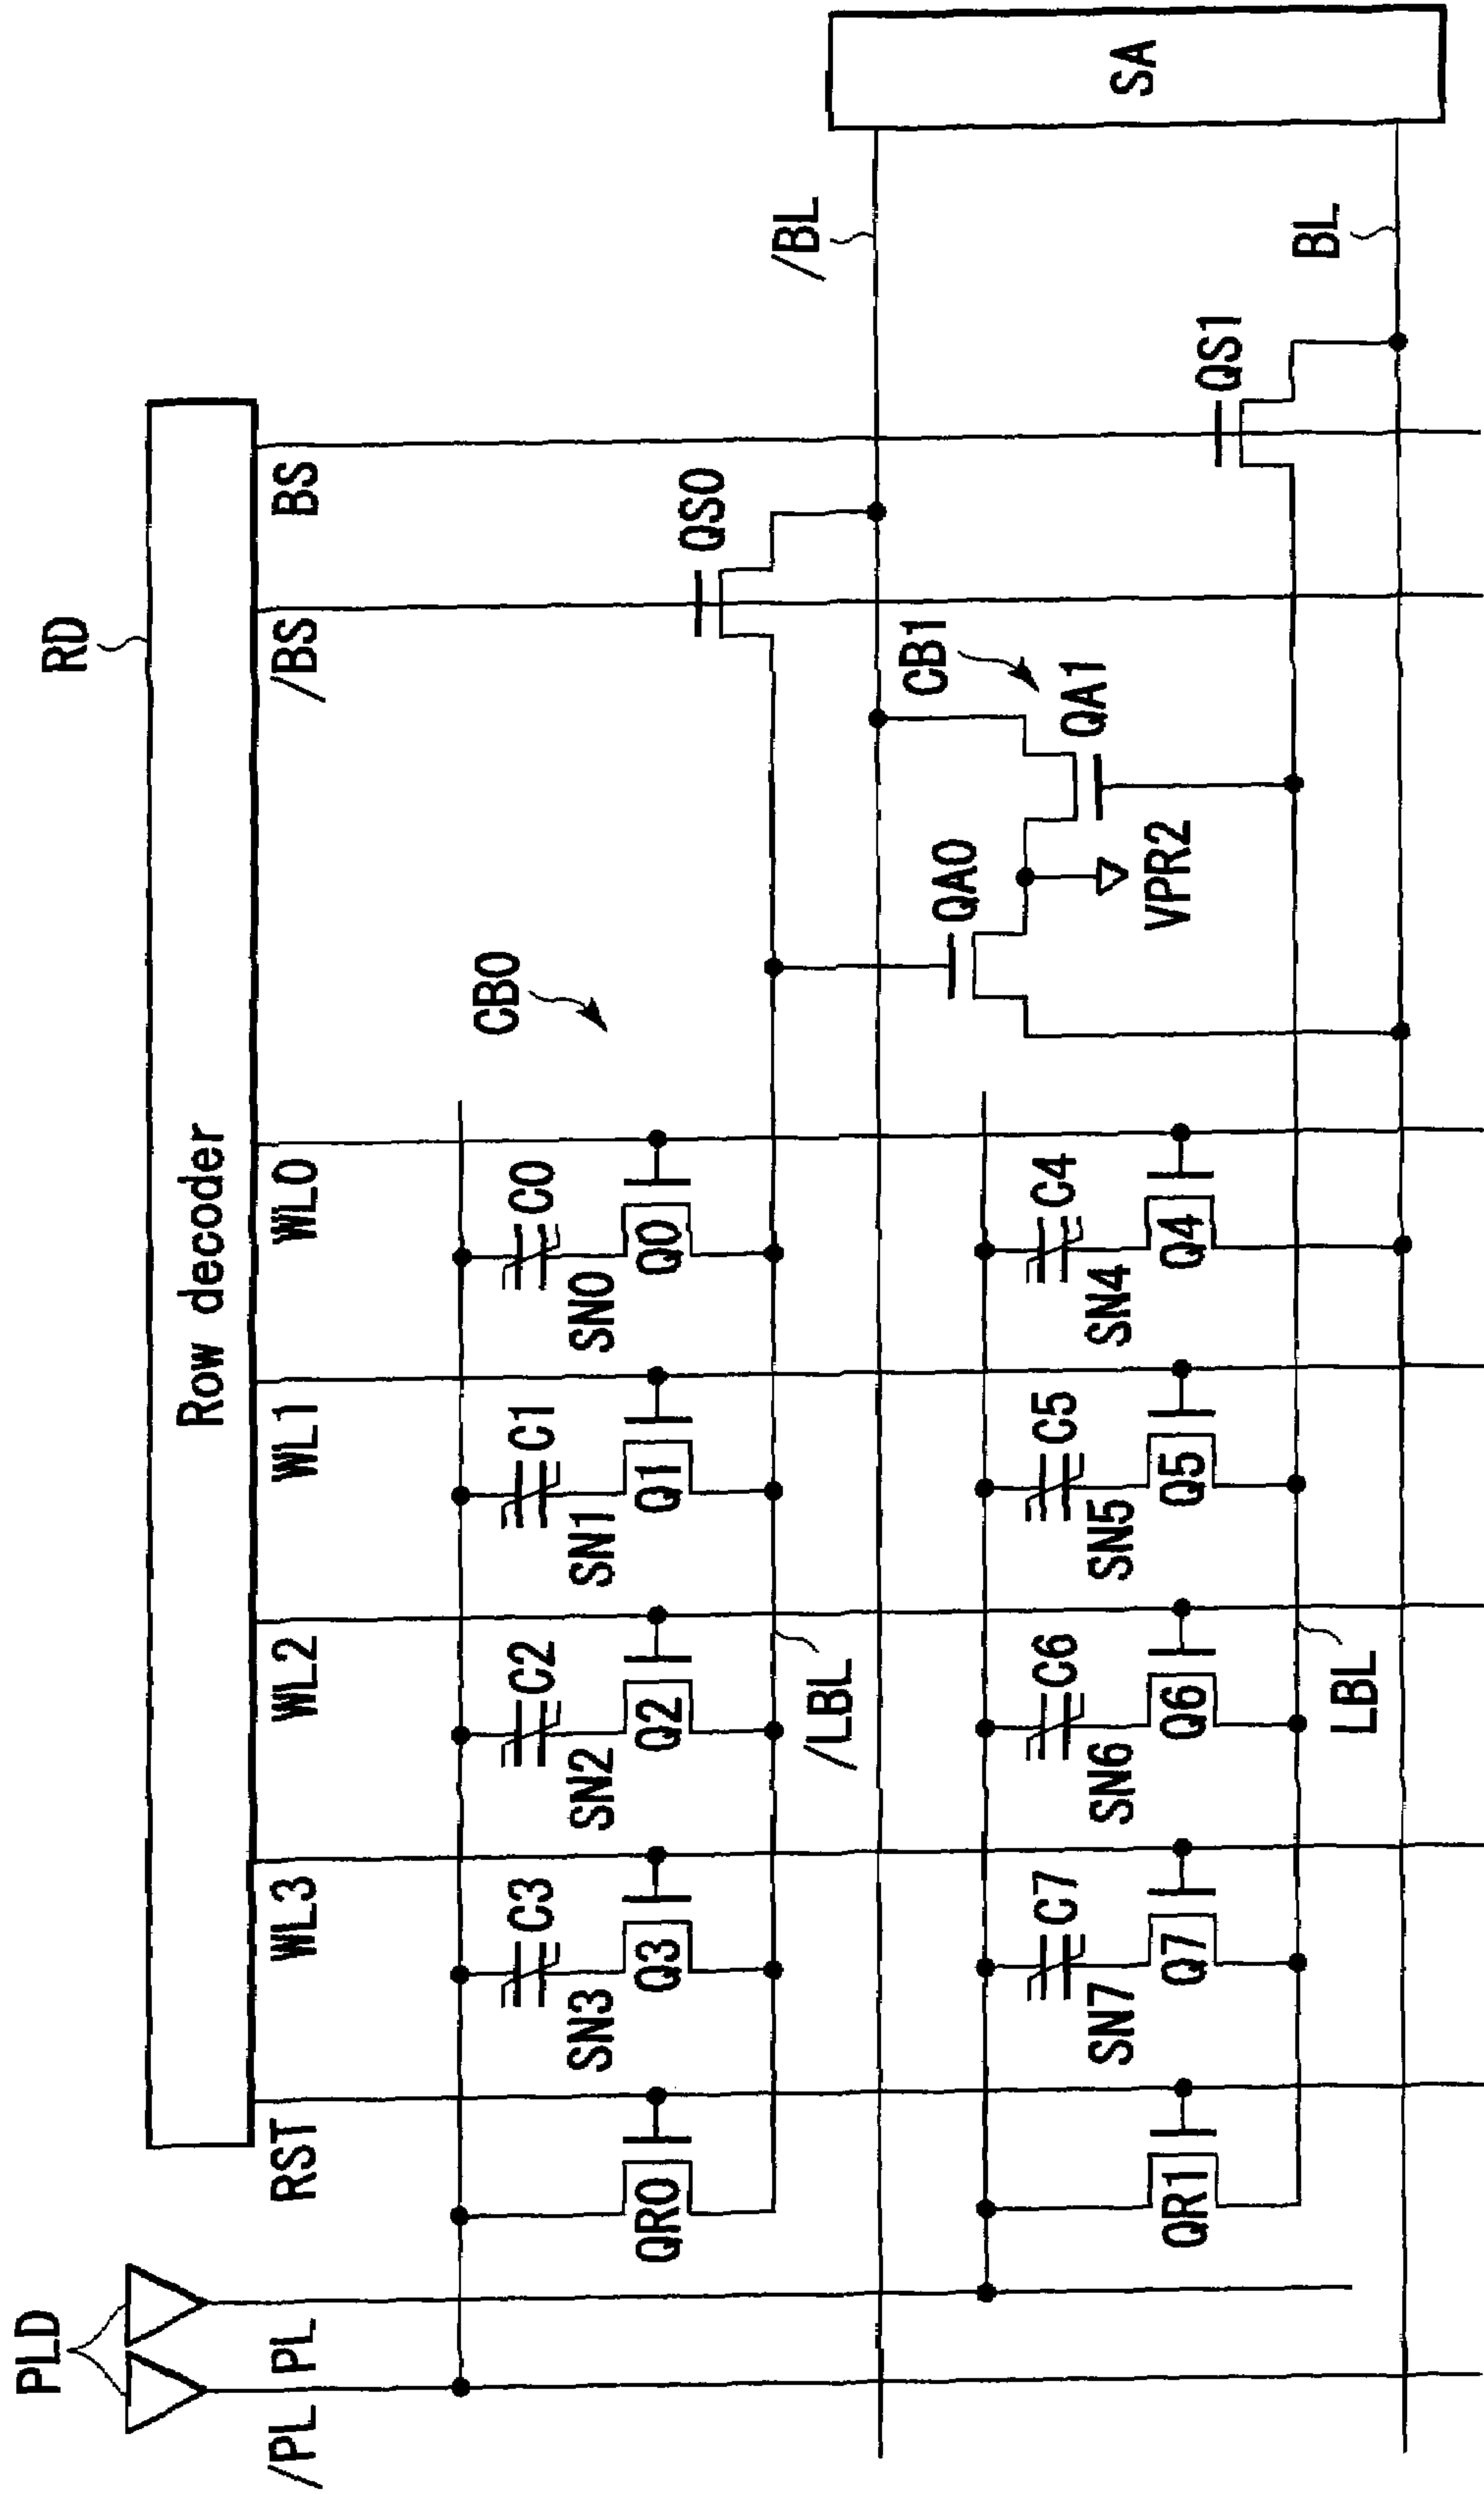 PLD
RD
Row decoder
/PL
PL
RST
WL3
WL2
WL1
WL0
/BS
BS
CB0
C3
C2
C1
C0
SN3
SN2
SN1
SN0
QR0
Q3
Q2
Q1
Q0
QS0
/LBL
/BL
CB1
QA0
QA1
VPR2
C7
C6
C5
C4
SN7
SN6
SN5
SN4
QR1
Q7
Q6
Q5
Q4
QS1
LBL
BL
SA